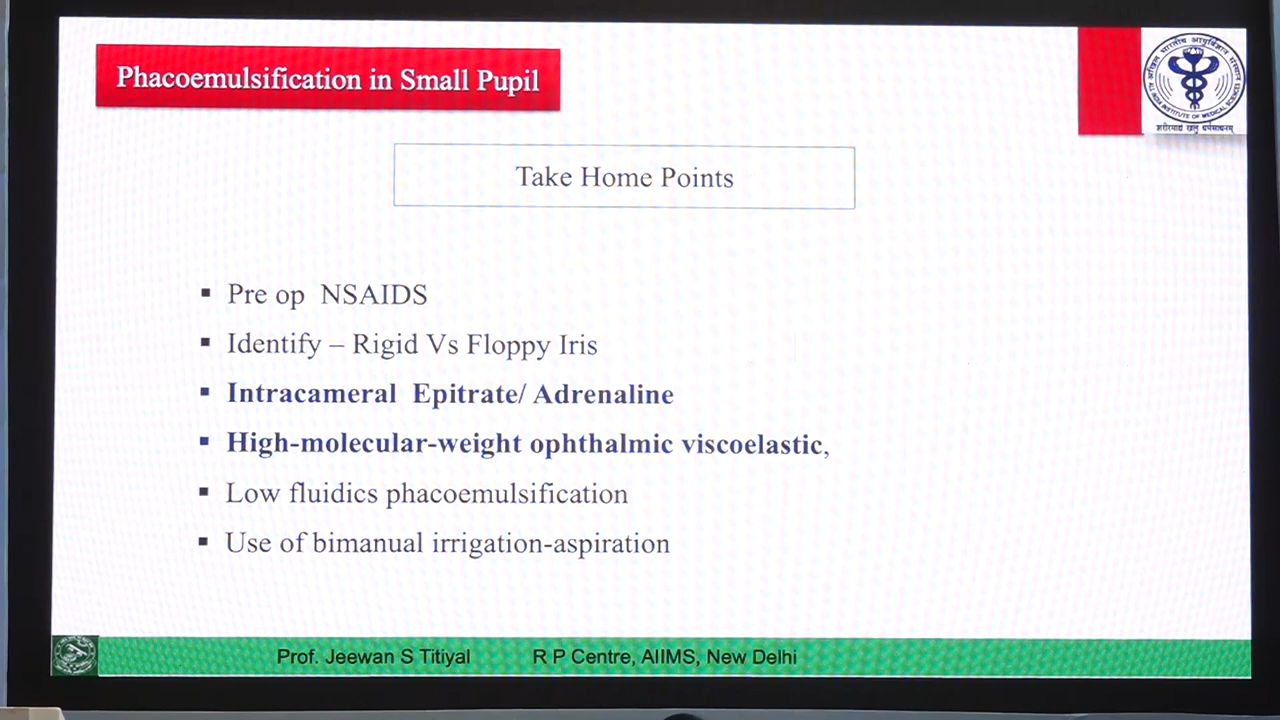 Phacoemulsification in Small Pupil
Take Home Points
▪ Pre op NSAIDS
▪ Identify – Rigid Vs Floppy Iris
▪ Intracameral Epitrate/ Adrenaline
▪ High-molecular-weight ophthalmic viscoelastic,
▪ Low fluidics phacoemulsification
▪ Use of bimanual irrigation-aspiration
Prof. Jeewan S Titiyal R P Centre, AIIMS, New Delhi